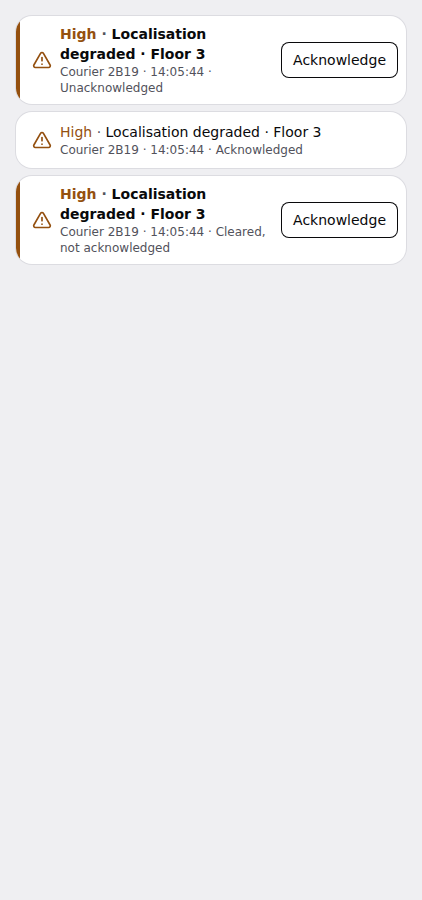 High · Localisation
degraded · Floor 3
Courier 2B19 · 14:05:44 ·
Unacknowledged
Acknowledge
High · Localisation degraded · Floor 3
Courier 2B19 · 14:05:44 · Acknowledged
High · Localisation
degraded · Floor 3
Courier 2B19 · 14:05:44 · Cleared,
not acknowledged
Acknowledge